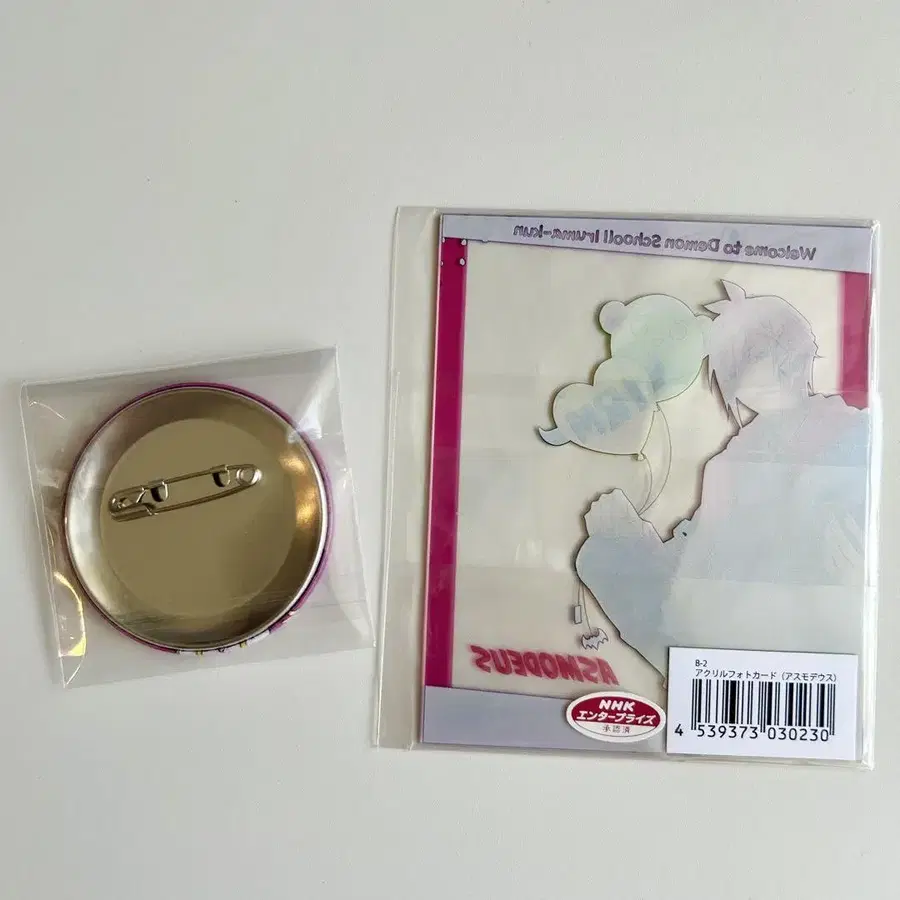 Welcome to Demon School! Iruma-kun
ASMODEUS
NHK
エンタープライズ
承認済
B-2
アクリルフォトカード（アスモデウス）
4 539373 030230